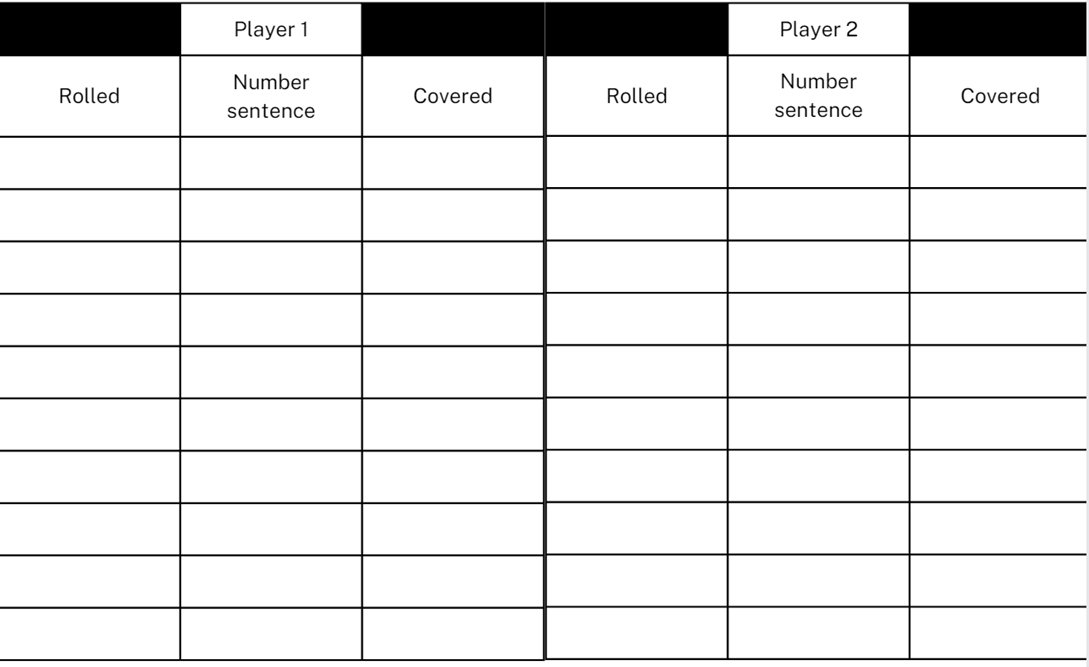 Player 1
Player 2
Rolled
Number
sentence
Covered
Rolled
Number
sentence
Covered